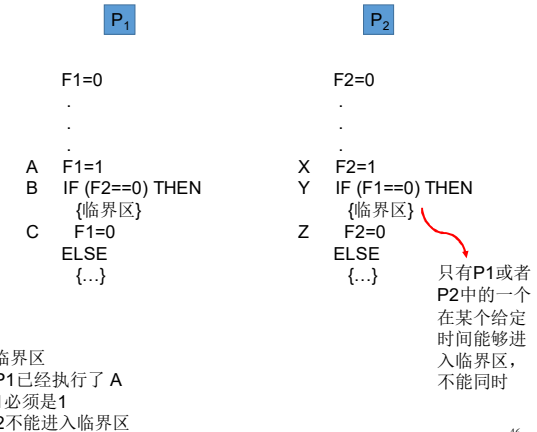 P1
P2
F1=0
F2=0
.
.
.
.
.
.
A F1=1
X F2=1
B IF (F2==0) THEN
Y IF (F1==0) THEN
{临界区}
{临界区}
C F1=0
Z F2=0
ELSE
ELSE
{…}
{…}
只有P1或者
P2中的一个
在某个给定
时间能够进
入临界区，
不能同时
临界区
P1已经执行了 A
必须是1
2不能进入临界区